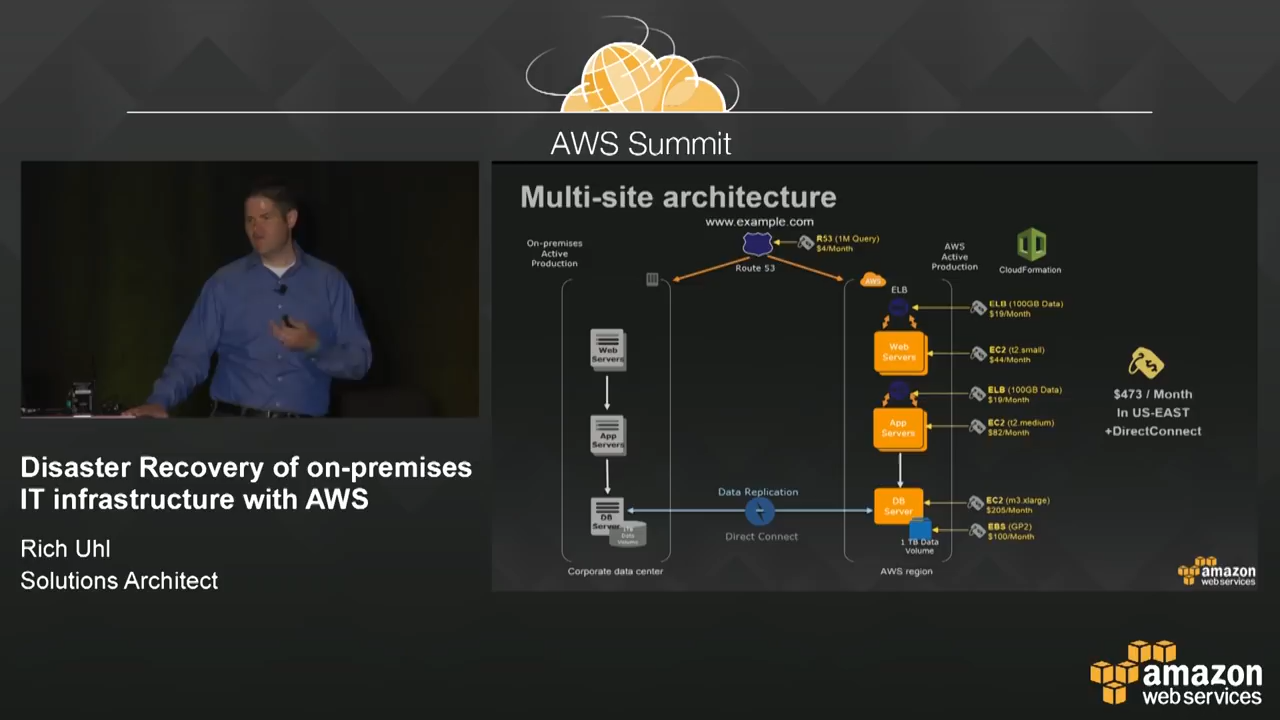 AWS Summit
Multi-site architecture
www.example.com
On-premises
Active
Production
R53 (1M Query)
$4/Month
Route 53
AWS
Active
Production
CloudFormation
AWS
ELB
ELB (100GB Data)
$19/Month
Web
Servers
Web
Servers
EC2 (t2.small)
$44/Month
ELB (100GB Data)
$19/Month
App
Servers
App
Servers
EC2 (t2.medium)
$82/Month
$473 / Month
In US-EAST
+DirectConnect
Data Replication
DB
Server
DB
Server
EC2 (m3.xlarge)
$205/Month
Data
Volume
Direct Connect
EBS (GP2)
$100/Month
1 TB Data
Volume
Corporate data center
AWS region
amazon
web services
Disaster Recovery of on-premises
IT infrastructure with AWS
Rich Uhl
Solutions Architect
amazon
web services